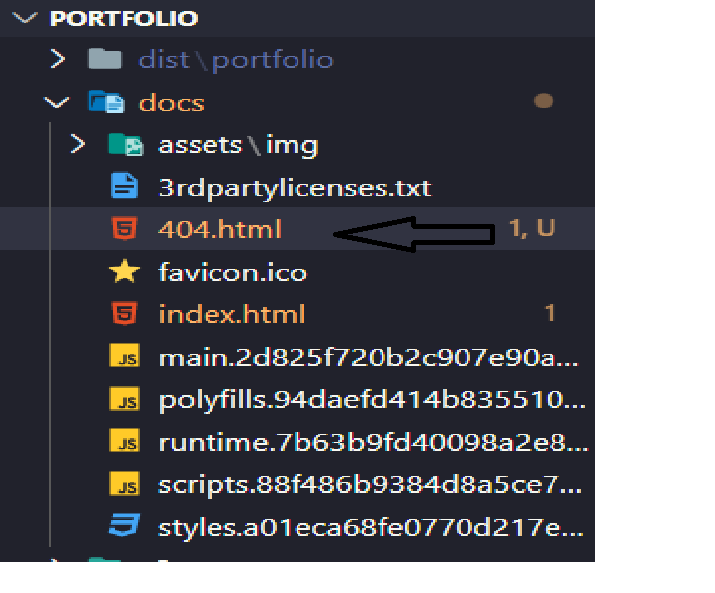 PORTFOLIO
dist\portfolio
docs
assets\img
3rdpartylicenses.txt
404.html 1, U
favicon.ico
index.html 1
JS main.2d825f720b2c907e90a...
JS polyfills.94daefd414b835510...
JS runtime.7b63b9fd40098a2e8...
JS scripts.88f486b9384d8a5ce7...
styles.a01eca68fe0770d217e...